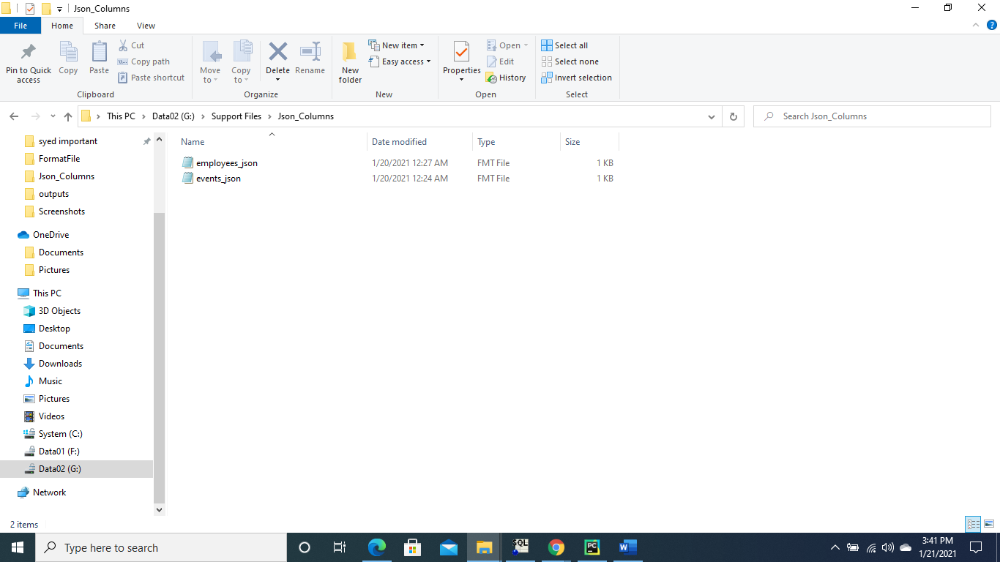 Json_Columns
File Home Share View
Pin to Quick access
Copy
Paste
Cut
Copy path
Paste shortcut
Clipboard
Move to
Copy to
Delete
Rename
Organize
New folder
New item
Easy access
New
Properties
Open
Edit
History
Open
Select all
Select none
Invert selection
Select
This PC > Data02 (G:) > Support Files > Json_Columns
Search Json_Columns
syed important
FormatFile
Json_Columns
outputs
Screenshots
OneDrive
Documents
Pictures
This PC
3D Objects
Desktop
Documents
Downloads
Music
Pictures
Videos
System (C:)
Data01 (F:)
Data02 (G:)
Network
Name Date modified Type Size
employees_json 1/20/2021 12:27 AM FMT File 1 KB
events_json 1/20/2021 12:24 AM FMT File 1 KB
2 items
Type here to search
QL
PC
W
3:41 PM
1/21/2021